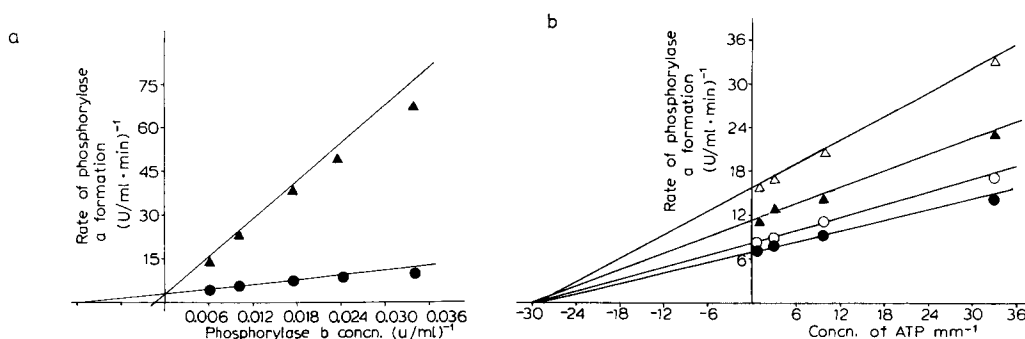 a
Rate of phosphorylase
a formation
(U/ml·min)⁻¹
75
60
45
30
15
0.006 0.012 0.018 0.024 0.030 0.036
Phosphorylase b concn. (u/ml)⁻¹
b
Rate of phosphorylase
a formation
(U/ml·min)⁻¹
36
30
24
18
12
6
-30 -24 -18 -12 -6 6 12 18 24 30 36
Concn. of ATP mm⁻¹